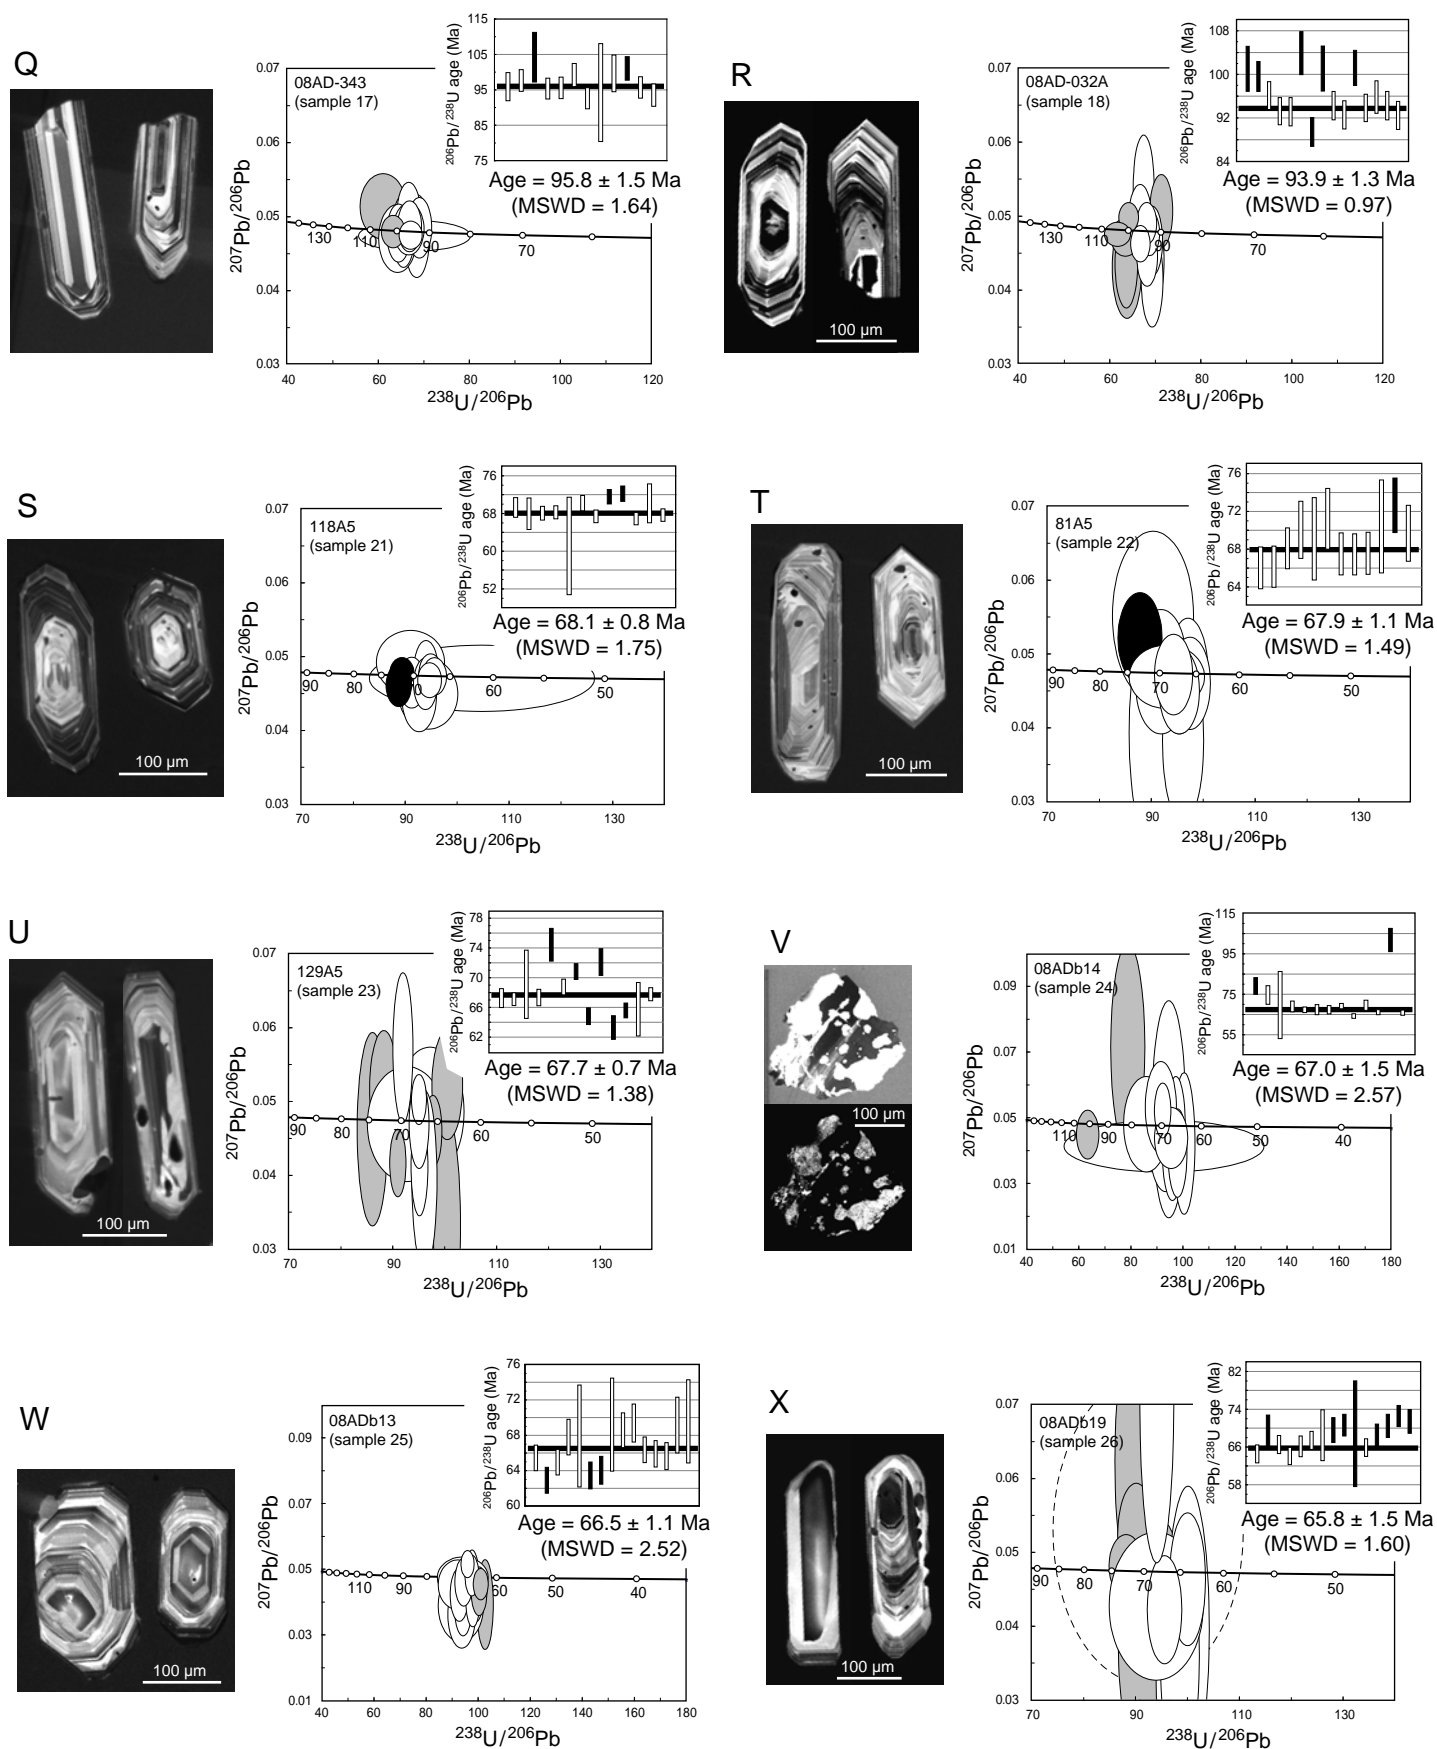 Q
08AD-343
(sample 17)
²⁰⁷Pb/²⁰⁶Pb
0.07
0.06
0.05
0.04
0.03
130
110
90
70
40
60
80
100
120
²³⁸U/²⁰⁶Pb
²⁰⁶Pb/²³⁸U age (Ma)
115
105
95
85
75
Age = 95.8 ± 1.5 Ma
(MSWD = 1.64)
R
100 µm
08AD-032A
(sample 18)
²⁰⁷Pb/²⁰⁶Pb
0.07
0.06
0.05
0.04
0.03
130
110
90
70
40
60
80
100
120
²³⁸U/²⁰⁶Pb
²⁰⁶Pb/²³⁸U age (Ma)
108
100
92
84
Age = 93.9 ± 1.3 Ma
(MSWD = 0.97)
S
100 µm
118A5
(sample 21)
²⁰⁷Pb/²⁰⁶Pb
0.07
0.06
0.05
0.04
0.03
90
80
0
60
50
70
90
110
130
²³⁸U/²⁰⁶Pb
²⁰⁶Pb/²³⁸U age (Ma)
76
68
60
52
Age = 68.1 ± 0.8 Ma
(MSWD = 1.75)
T
100 µm
81A5
(sample 22)
²⁰⁷Pb/²⁰⁶Pb
0.07
0.06
0.05
0.04
0.03
90
80
70
60
50
70
90
110
130
²³⁸U/²⁰⁶Pb
²⁰⁶Pb/²³⁸U age (Ma)
76
72
68
64
Age = 67.9 ± 1.1 Ma
(MSWD = 1.49)
U
100 µm
129A5
(sample 23)
²⁰⁷Pb/²⁰⁶Pb
0.07
0.06
0.05
0.04
0.03
90
80
70
60
50
70
90
110
130
²³⁸U/²⁰⁶Pb
²⁰⁶Pb/²³⁸U age (Ma)
78
74
70
66
62
Age = 67.7 ± 0.7 Ma
(MSWD = 1.38)
V
100 µm
08ADb14
(sample 24)
²⁰⁷Pb/²⁰⁶Pb
0.09
0.07
0.05
0.03
0.01
110
90
70
60
50
40
40
60
80
100
120
140
160
180
²³⁸U/²⁰⁶Pb
²⁰⁶Pb/²³⁸U age (Ma)
115
95
75
55
Age = 67.0 ± 1.5 Ma
(MSWD = 2.57)
W
100 µm
08ADb13
(sample 25)
²⁰⁷Pb/²⁰⁶Pb
0.09
0.07
0.05
0.03
0.01
110
90
60
50
40
40
60
80
100
120
140
160
180
²³⁸U/²⁰⁶Pb
²⁰⁶Pb/²³⁸U age (Ma)
76
72
68
64
60
Age = 66.5 ± 1.1 Ma
(MSWD = 2.52)
X
100 µm
08ADb19
(sample 26)
²⁰⁷Pb/²⁰⁶Pb
0.07
0.06
0.05
0.04
0.03
90
80
70
60
50
70
90
110
130
²³⁸U/²⁰⁶Pb
²⁰⁶Pb/²³⁸U age (Ma)
82
74
66
58
Age = 65.8 ± 1.5 Ma
(MSWD = 1.60)